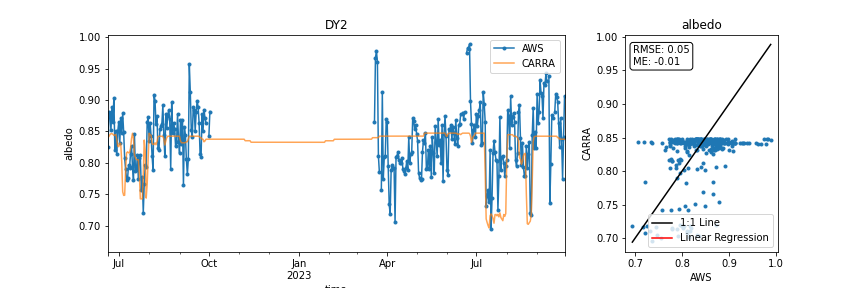 DY2
albedo
1.00
0.95
0.90
0.85
0.80
0.75
0.70
albedo
AWS
CARRA
Jul
Oct
Jan
2023
Apr
Jul
time
albedo
RMSE: 0.05
ME: -0.01
1.00
0.95
0.90
0.85
0.80
0.75
0.70
CARRA
1:1 Line
Linear Regression
0.7
0.8
0.9
1.0
AWS